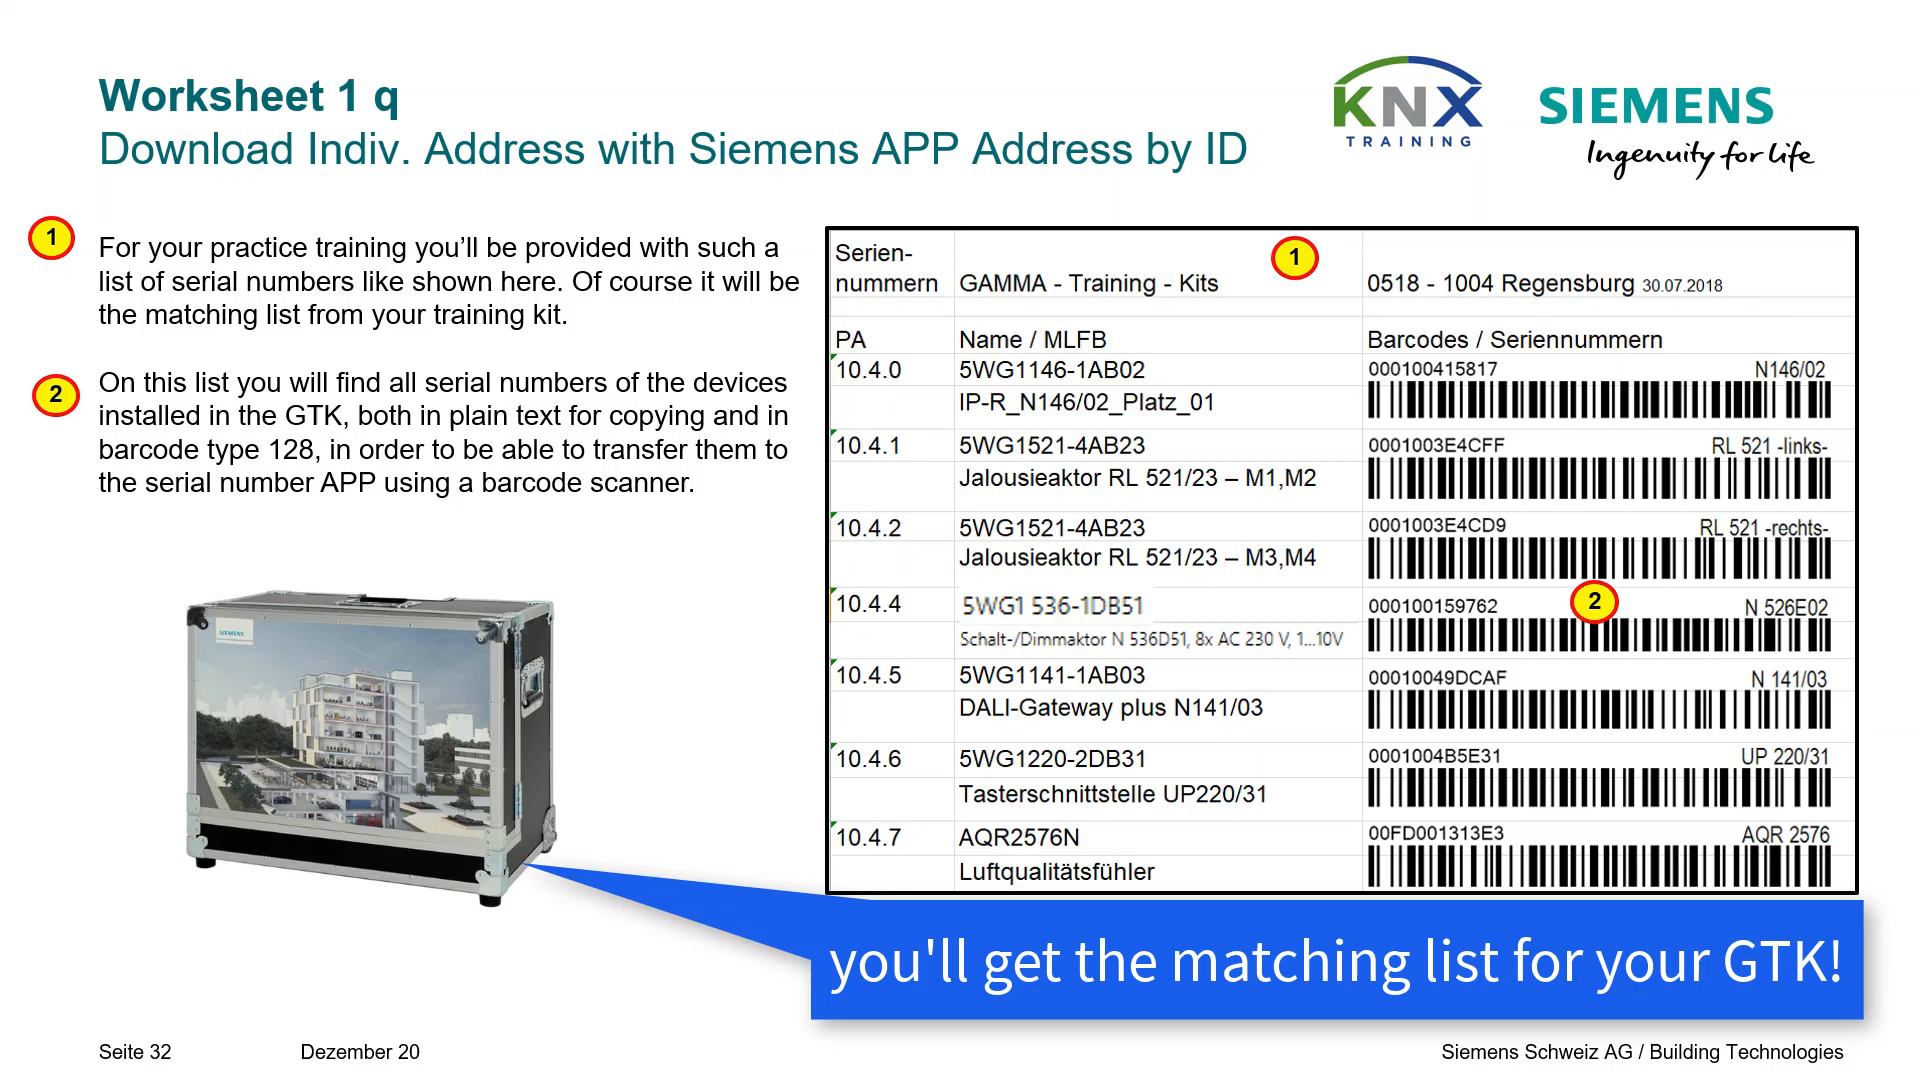 Worksheet 1 q
Download Indiv. Address with Siemens APP Address by ID
KNX
TRAINING
SIEMENS
Ingenuity for life
1
For your practice training you’ll be provided with such a
list of serial numbers like shown here. Of course it will be
the matching list from your training kit.
2
On this list you will find all serial numbers of the devices
installed in the GTK, both in plain text for copying and in
barcode type 128, in order to be able to transfer them to
the serial number APP using a barcode scanner.
SIEMENS
Serien-
nummern GAMMA - Training - Kits 1 0518 - 1004 Regensburg 30.07.2018
PA Name / MLFB Barcodes / Seriennummern
10.4.0 5WG1146-1AB02 000100415817 N146/02
IP-R_N146/02_Platz_01
10.4.1 5WG1521-4AB23 0001003E4CFF RL 521 -links-
Jalousieaktor RL 521/23 – M1,M2
10.4.2 5WG1521-4AB23 0001003E4CD9 RL 521 -rechts-
Jalousieaktor RL 521/23 – M3,M4
10.4.4 5WG1 536-1DB51 000100159762 2 N 526E02
Schalt-/Dimmaktor N 536D51, 8x AC 230 V, 1...10V
10.4.5 5WG1141-1AB03 00010049DCAF N 141/03
DALI-Gateway plus N141/03
10.4.6 5WG1220-2DB31 0001004B5E31 UP 220/31
Tasterschnittstelle UP220/31
10.4.7 AQR2576N 00FD001313E3 AQR 2576
Luftqualitätsfühler
you'll get the matching list for your GTK!
Seite 32 Dezember 20 Siemens Schweiz AG / Building Technologies